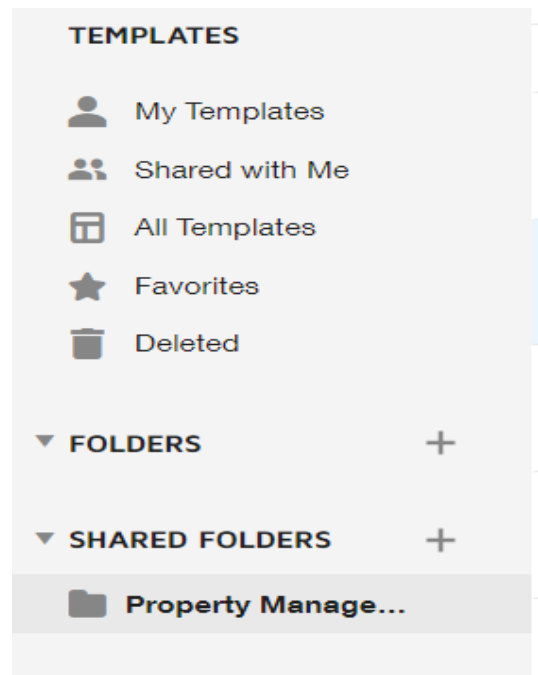 TEMPLATES
My Templates
Shared with Me
All Templates
Favorites
Deleted
FOLDERS
SHARED FOLDERS
Property Manage...